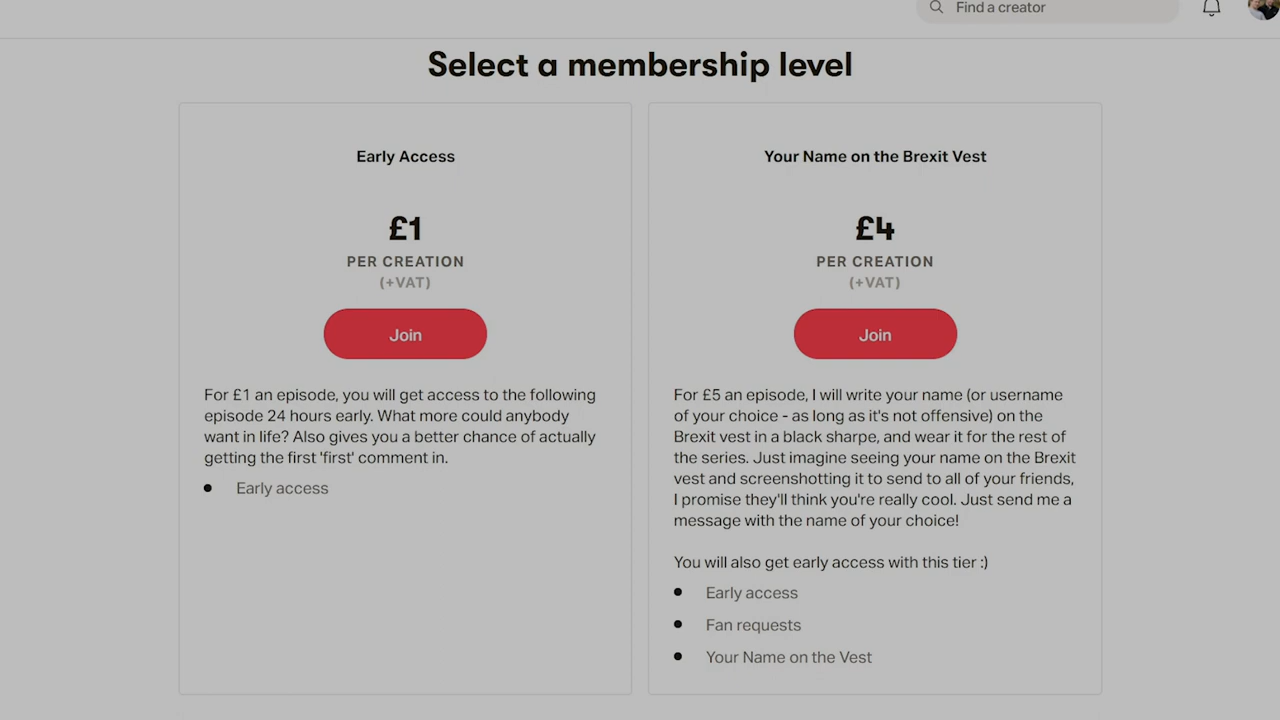 Find a creator
Select a membership level
Early Access
£1
PER CREATION
(+VAT)
Join
For £1 an episode, you will get access to the following
episode 24 hours early. What more could anybody
want in life? Also gives you a better chance of actually
getting the first 'first' comment in.
Early access
Your Name on the Brexit Vest
£4
PER CREATION
(+VAT)
Join
For £5 an episode, I will write your name (or username
of your choice - as long as it's not offensive) on the
Brexit vest in a black sharpe, and wear it for the rest of
the series. Just imagine seeing your name on the Brexit
vest and screenshotting it to send to all of your friends,
I promise they'll think you're really cool. Just send me a
message with the name of your choice!
You will also get early access with this tier :)
Early access
Fan requests
Your Name on the Vest